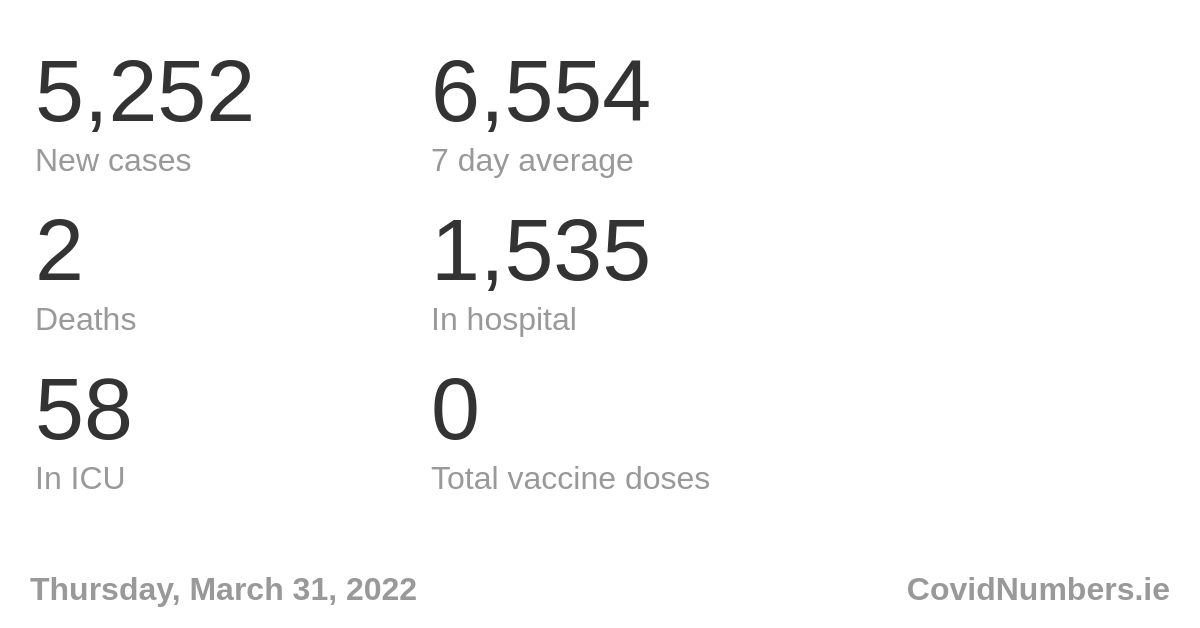 5,252 6,554
New cases 7 day average
2 1,535
Deaths In hospital
58 0
In ICU Total vaccine doses
Thursday, March 31, 2022 CovidNumbers.ie